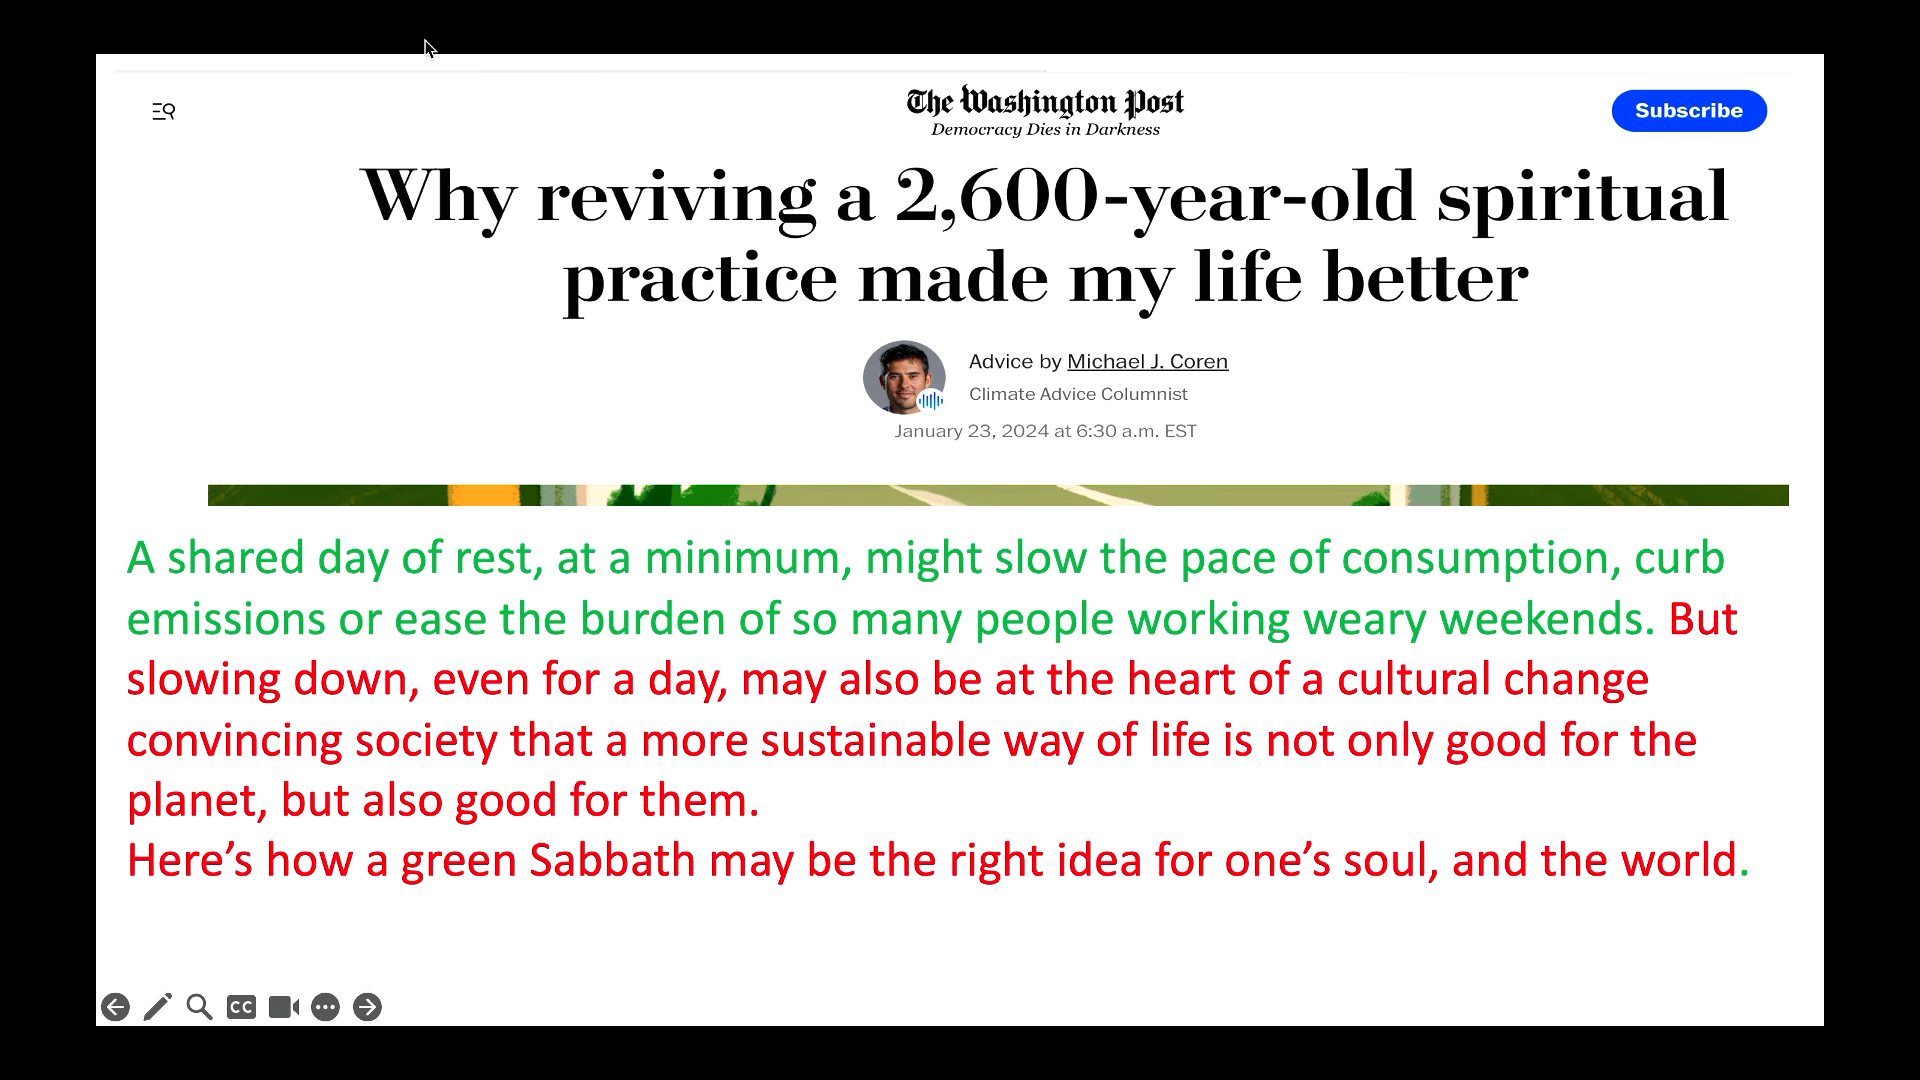 The Washington Post
Democracy Dies in Darkness
Subscribe
Why reviving a 2,600-year-old spiritual
practice made my life better
Advice by Michael J. Coren
Climate Advice Columnist
January 23, 2024 at 6:30 a.m. EST
A shared day of rest, at a minimum, might slow the pace of consumption, curb
emissions or ease the burden of so many people working weary weekends. But
slowing down, even for a day, may also be at the heart of a cultural change
convincing society that a more sustainable way of life is not only good for the
planet, but also good for them.
Here’s how a green Sabbath may be the right idea for one’s soul, and the world.
CC